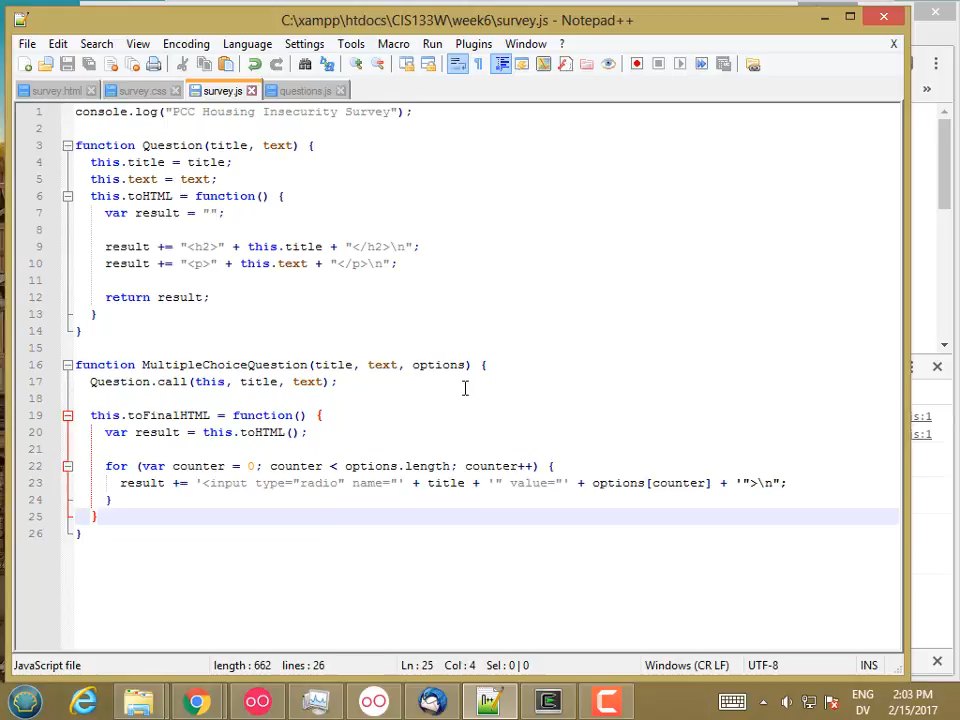 C:\xampp\htdocs\CIS133W\week6\survey.js - Notepad++
File Edit Search View Encoding Language Settings Tools Macro Run Plugins Window ? X
survey.html survey.css survey.js questions.js
1 console.log("PCC Housing Insecurity Survey");
2
3 function Question(title, text) {
4 this.title = title;
5 this.text = text;
6 this.toHTML = function() {
7 var result = "";
8
9 result += "<h2>" + this.title + "</h2>\n";
10 result += "<p>" + this.text + "</p>\n";
11
12 return result;
13 }
14 }
15
16 function MultipleChoiceQuestion(title, text, options) {
17 Question.call(this, title, text);
18
19 this.toFinalHTML = function() {
20 var result = this.toHTML();
21
22 for (var counter = 0; counter < options.length; counter++) {
23 result += '<input type="radio" name="' + title + '" value="' + options[counter] + '">\n";
24 }
25 }
26 }
s:1
s:1
JavaScript file length : 662 lines : 26 Ln : 25 Col : 4 Sel : 0 | 0 Windows (CR LF) UTF-8 INS
ENG
DV
2:03 PM
2/15/2017